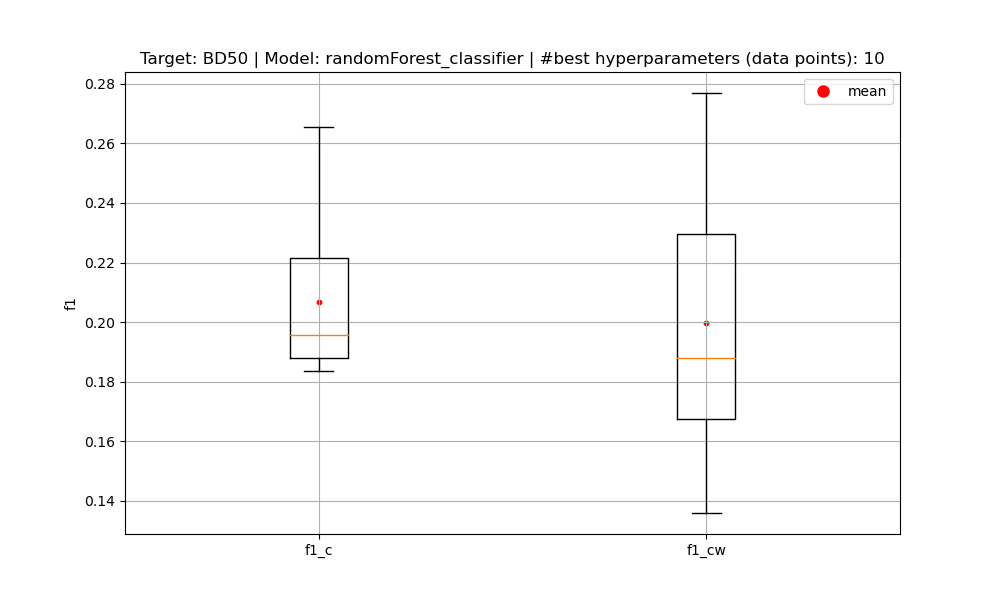 Target: BD50 | Model: randomForest_classifier | #best hyperparameters (data points): 10
mean
0.28
0.26
0.24
0.22
0.20
0.18
0.16
0.14
f1
f1_c
f1_cw